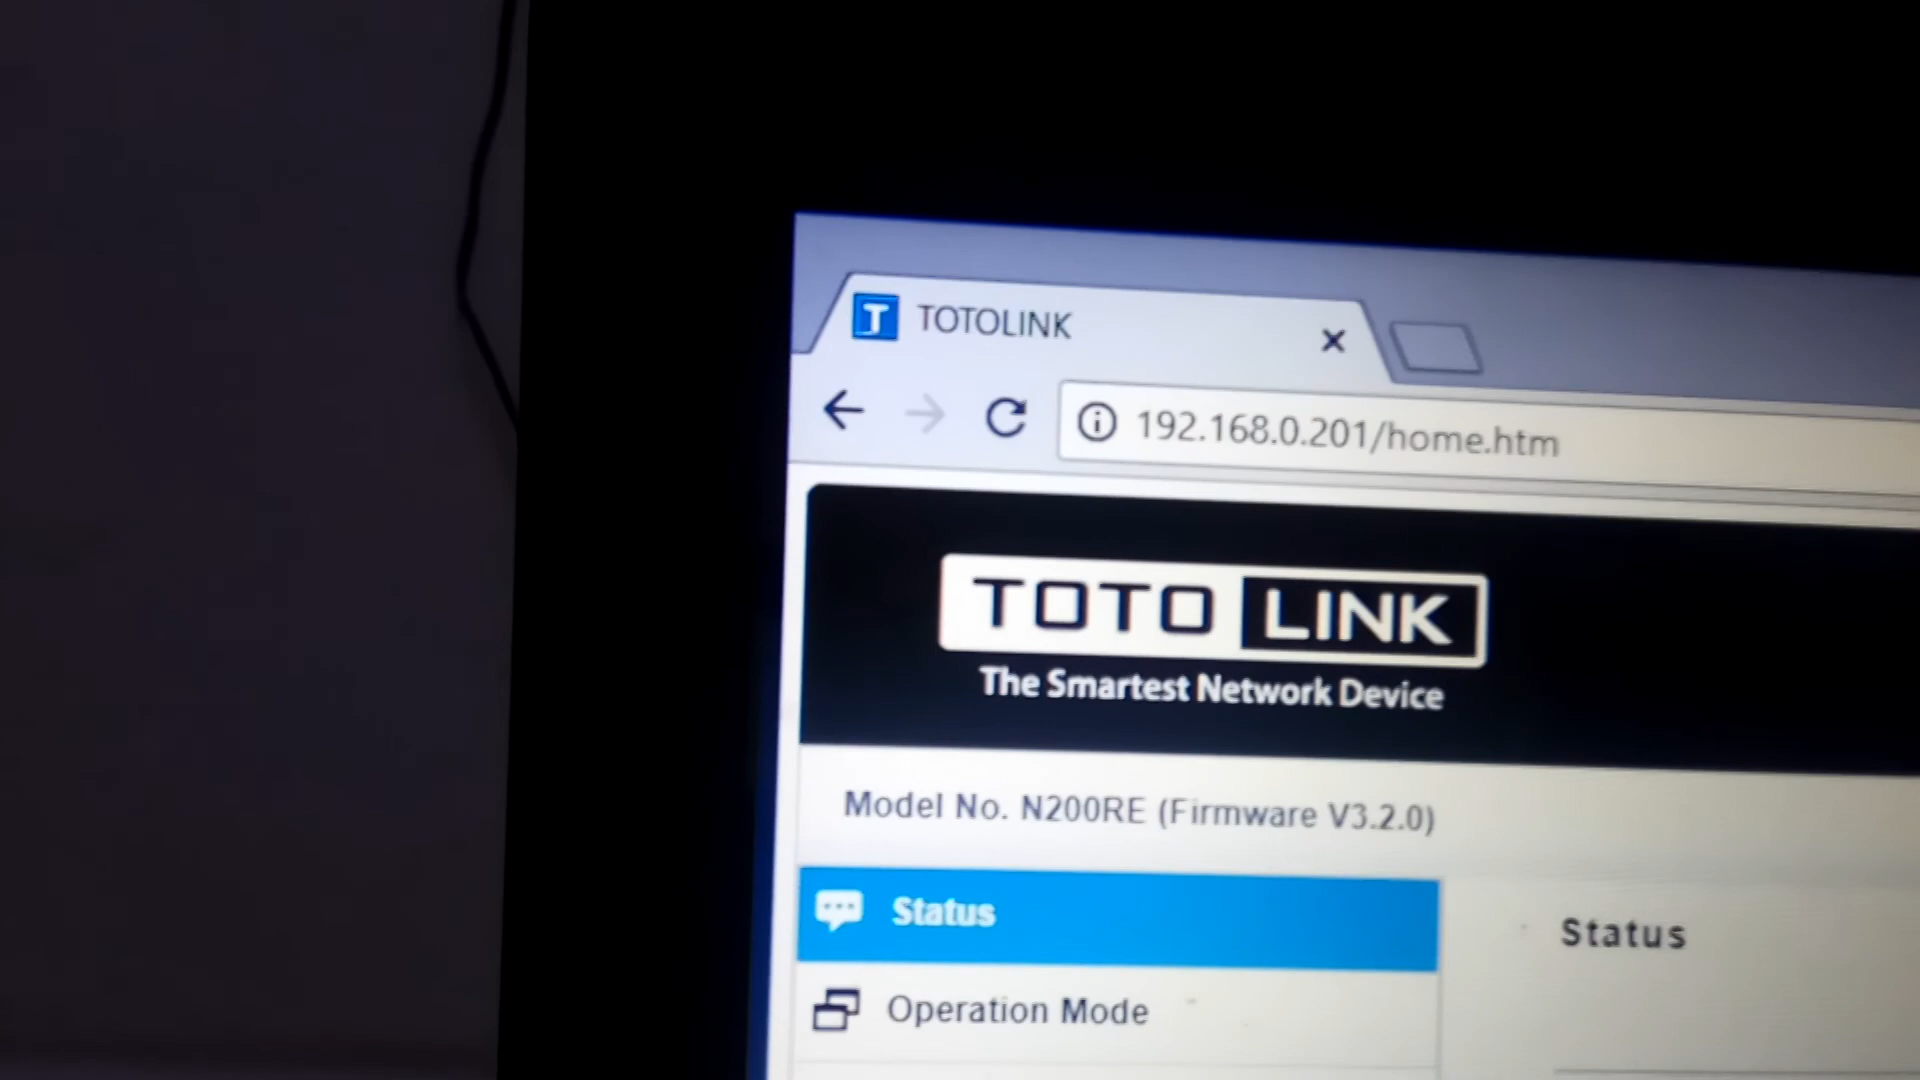 T TOTOLINK
192.168.0.201/home.htm
TOTO LINK
The Smartest Network Device
Model No. N200RE (Firmware V3.2.0)
Status
Status
Operation Mode